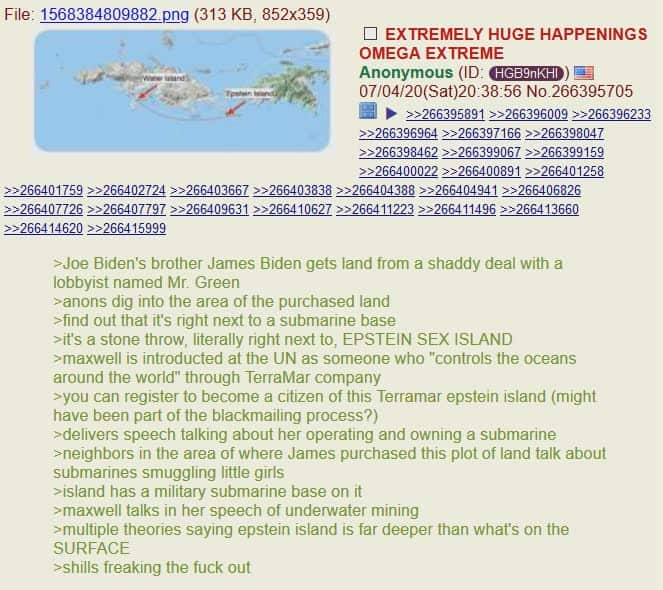 File: 1568384809882.png (313 KB, 852x359)
Water Island
Epstein Island
EXTREMELY HUGE HAPPENINGS
OMEGA EXTREME
Anonymous (ID: HGB9nKHI)
07/04/20(Sat)20:38:56 No.266395705
>>266395891 >>266396009 >>266396233
>>266396964 >>266397166 >>266398047
>>266398462 >>266399067 >>266399159
>>266400022 >>266400891 >>266401258
>>266401759 >>266402724 >>266403667 >>266403838 >>266404388 >>266404941 >>266406826
>>266407726 >>266407797 >>266409631 >>266410627 >>266411223 >>266411496 >>266413660
>>266414620 >>266415999
>Joe Biden's brother James Biden gets land from a shaddy deal with a
lobbyist named Mr. Green
>anons dig into the area of the purchased land
>find out that it's right next to a submarine base
>it's a stone throw, literally right next to, EPSTEIN SEX ISLAND
>maxwell is introducted at the UN as someone who "controls the oceans
around the world" through TerraMar company
>you can register to become a citizen of this Terramar epstein island (might
have been part of the blackmailing process?)
>delivers speech talking about her operating and owning a submarine
>neighbors in the area of where James purchased this plot of land talk about
submarines smuggling little girls
>island has a military submarine base on it
>maxwell talks in her speech of underwater mining
>multiple theories saying epstein island is far deeper than what's on the
SURFACE
>shills freaking the fuck out